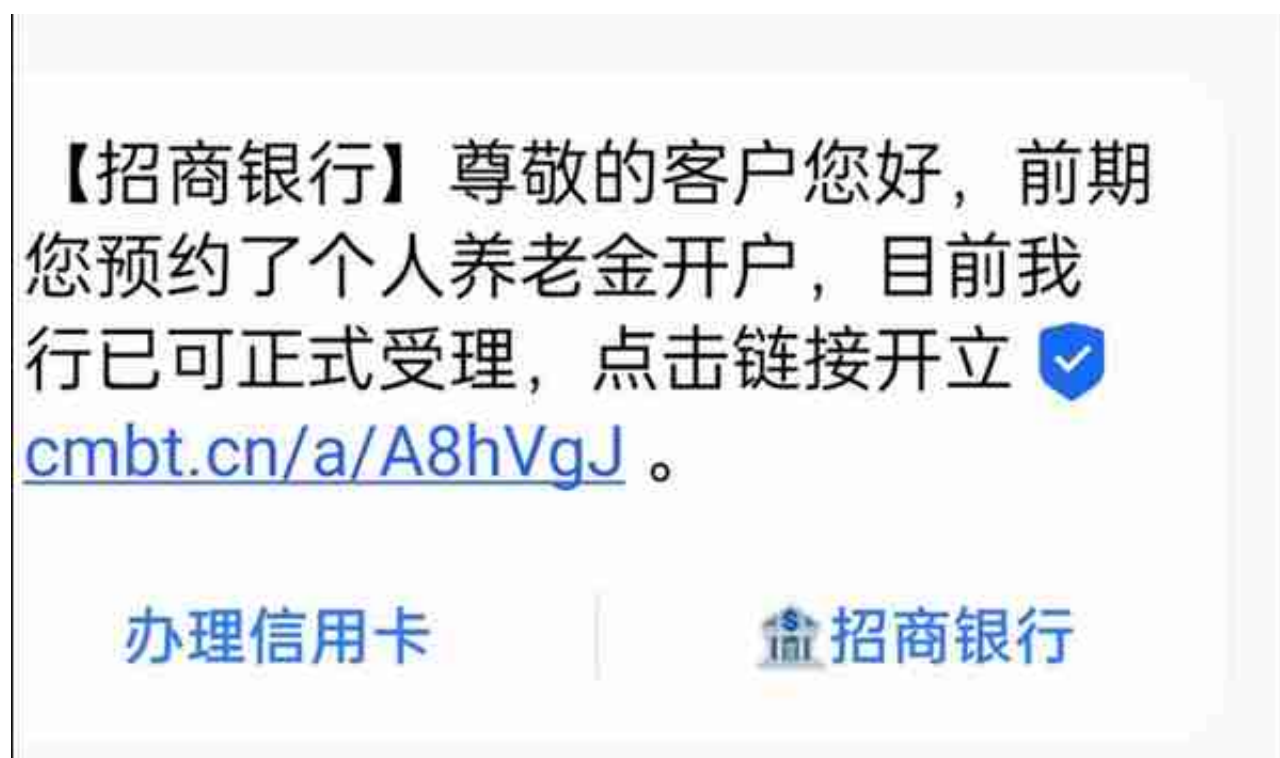 【招商银行】尊敬的客户您好，前期
您预约了个人养老金开户，目前我
行已可正式受理，点击链接开立
cmbt.cn/a/A8hVgJ 。
办理信用卡
招商银行